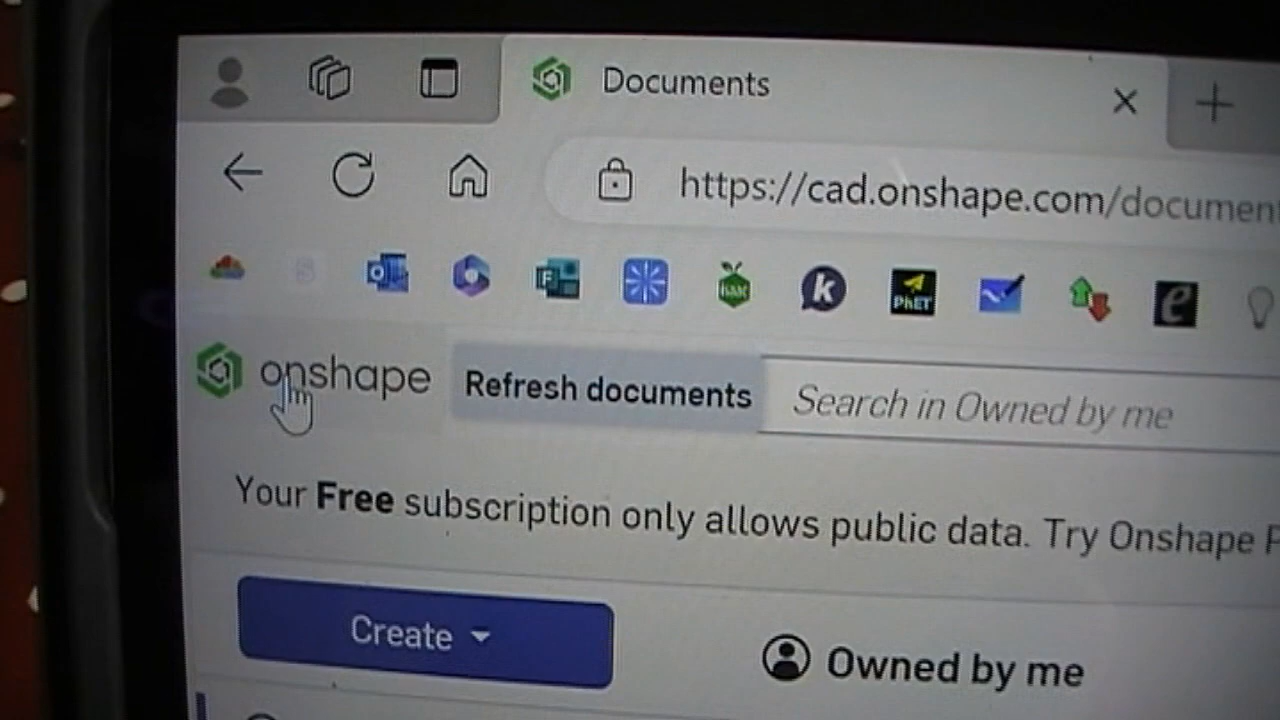 Documents
https://cad.onshape.com/documen
PhET
k
e
onshape
Refresh documents
Search in Owned by me
Your Free subscription only allows public data. Try Onshape P
Create
Owned by me